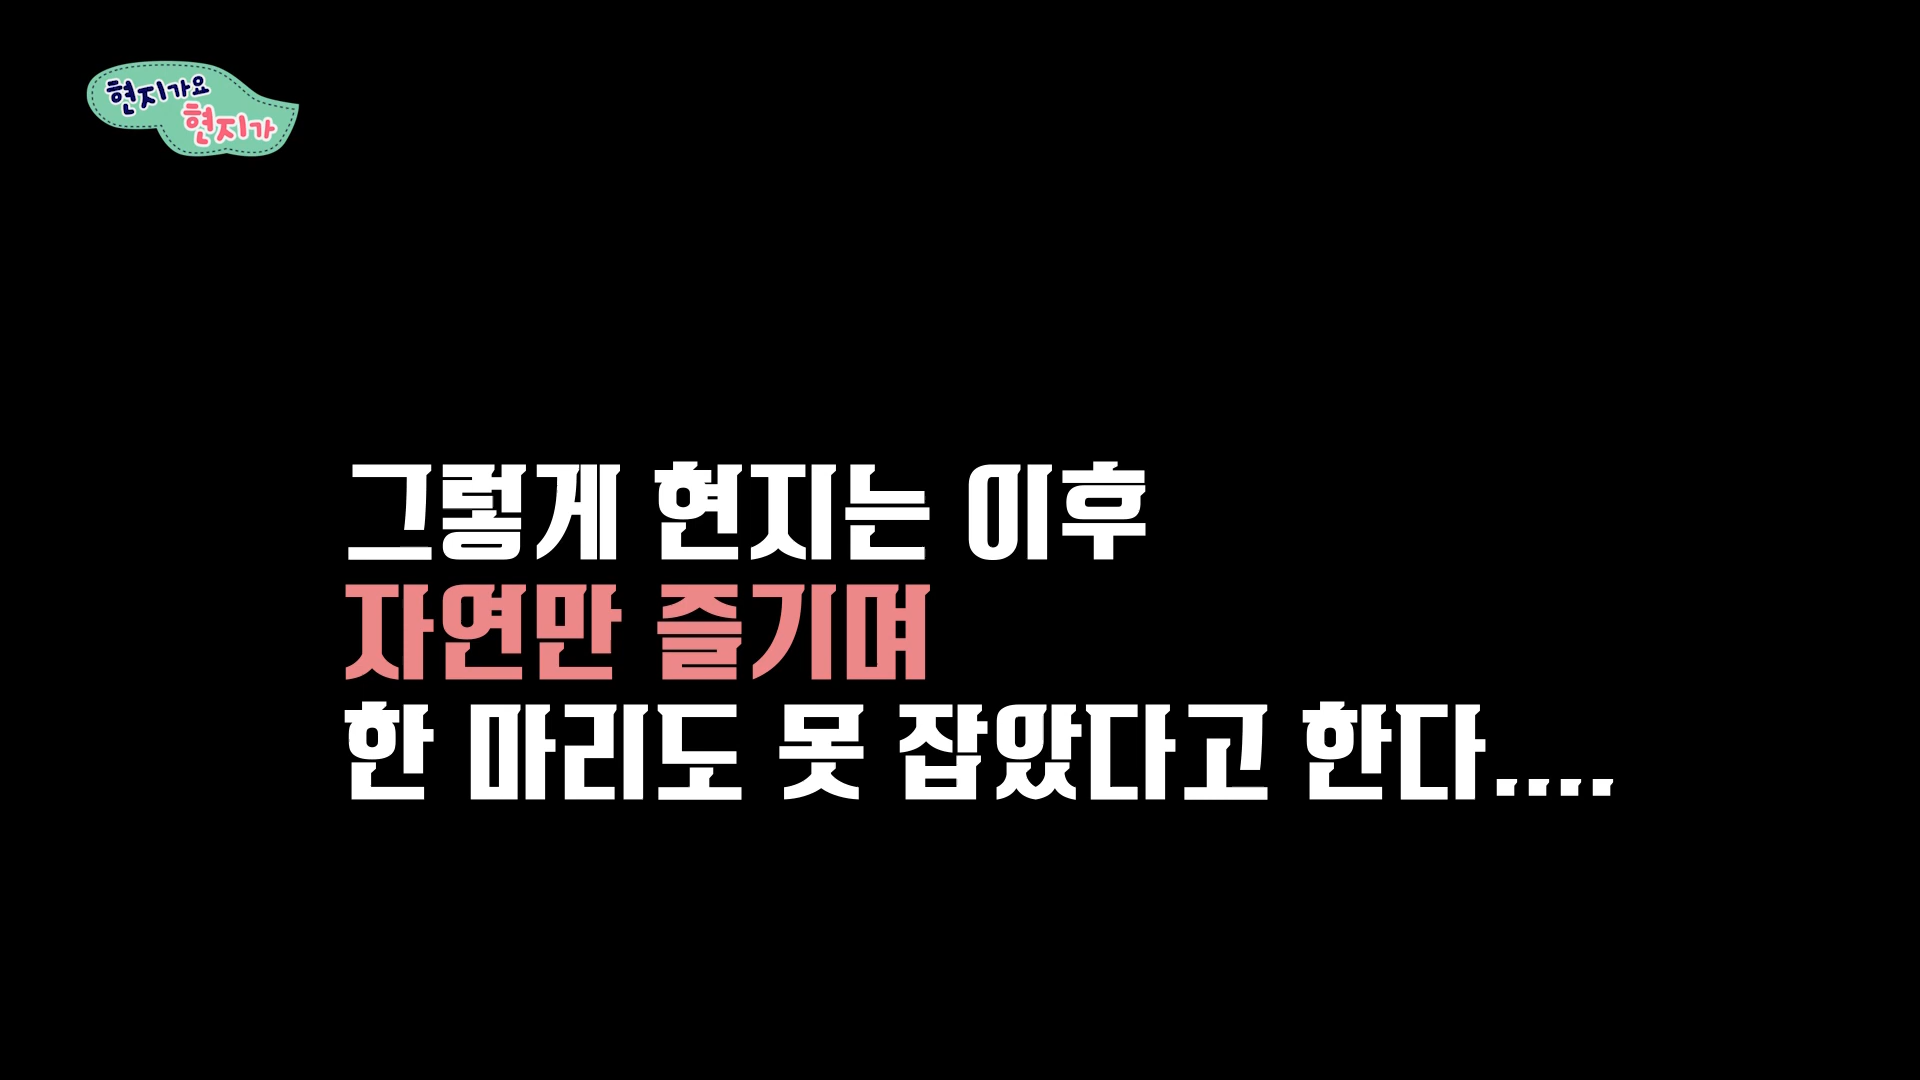 현지가요
현지가
그렇게 현지는 이후
자연만 즐기며
한 마리도 못 잡았다고 한다....